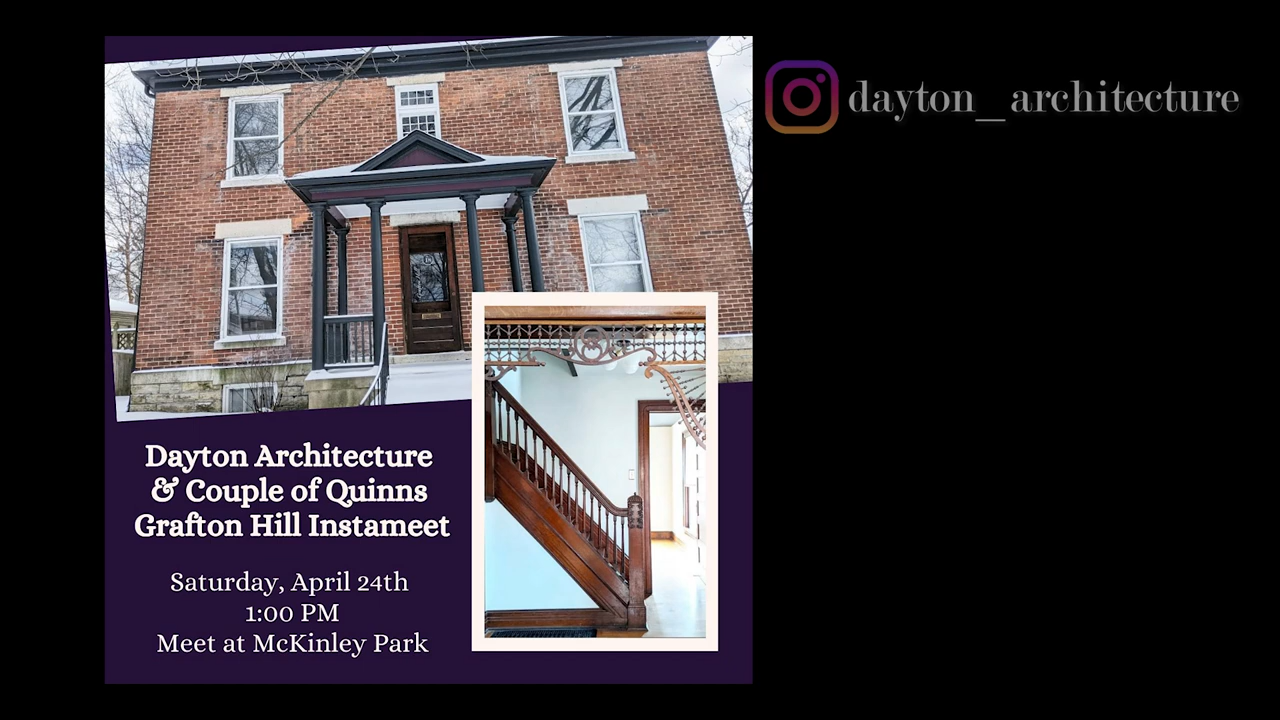 dayton_architecture
Dayton Architecture
& Couple of Quinns
Grafton Hill Instameet
Saturday, April 24th
1:00 PM
Meet at McKinley Park